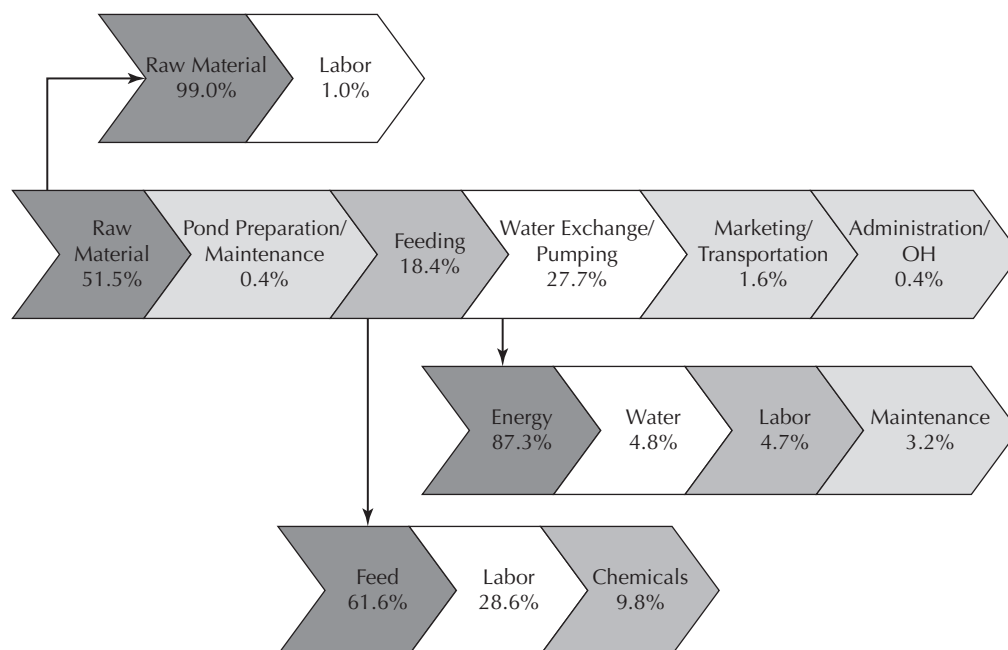 Raw Material
99.0%
Labor
1.0%
Raw
Material
51.5%
Pond Preparation/
Maintenance
0.4%
Feeding
18.4%
Water Exchange/
Pumping
27.7%
Marketing/
Transportation
1.6%
Administration/
OH
0.4%
Energy
87.3%
Water
4.8%
Labor
4.7%
Maintenance
3.2%
Feed
61.6%
Labor
28.6%
Chemicals
9.8%